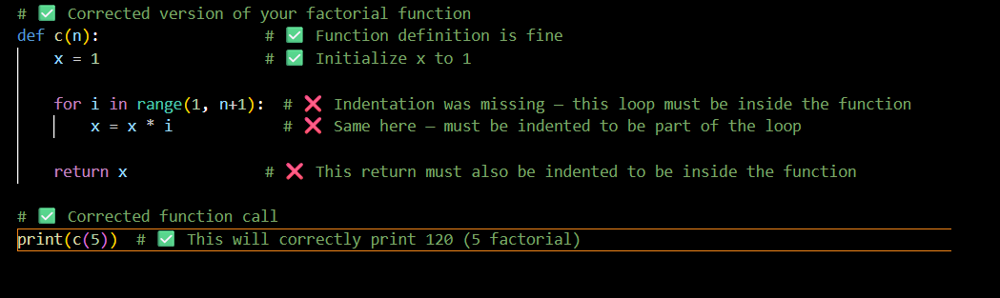 # ✅ Corrected version of your factorial function
def c(n):                  # ✅ Function definition is fine
    x = 1                  # ✅ Initialize x to 1
    for i in range(1, n+1):  # ❌ Indentation was missing — this loop must be inside the function
        x = x * i            # ❌ Same here — must be indented to be part of the loop
    return x               # ❌ This return must also be indented to be inside the function
# ✅ Corrected function call
print(c(5))  # ✅ This will correctly print 120 (5 factorial)